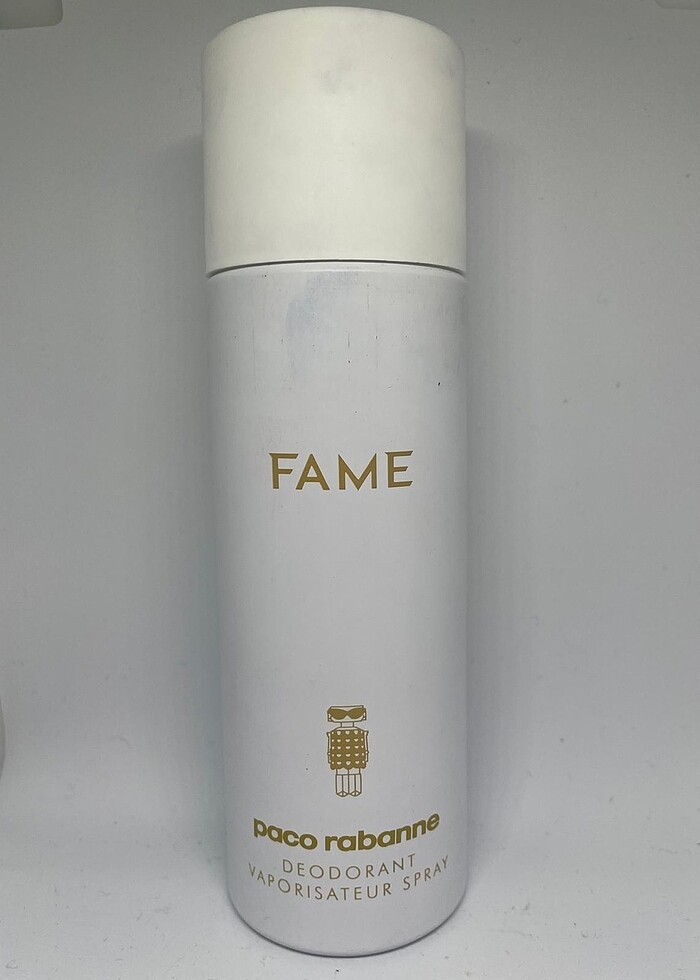 FAME
paco rabanne
DEODORANT
VAPORISATEUR SPRAY